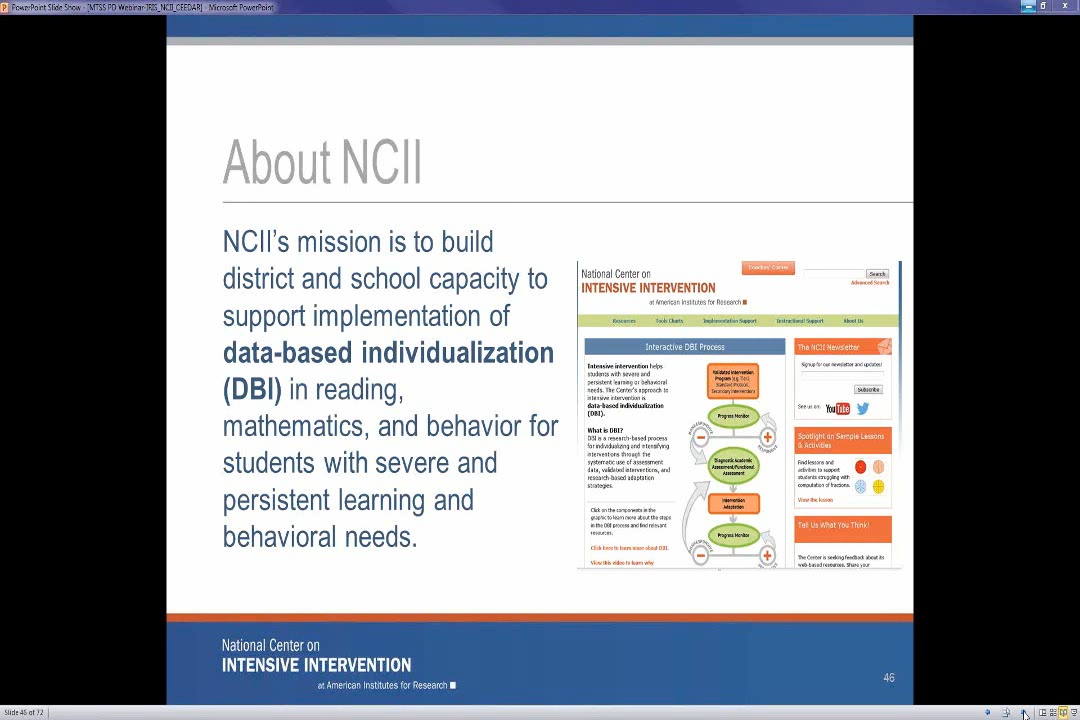 PowerPoint Slide Show - [MTSS PD Webinar-IRIS_NCII_CEEDAR] - Microsoft PowerPoint
About NCII
NCII's mission is to build
district and school capacity to
support implementation of
data-based individualization
(DBI) in reading,
mathematics, and behavior for
students with severe and
persistent learning and
behavioral needs.
National Center on
INTENSIVE INTERVENTION
at American Institutes for Research
Coaches' Corner
Search
Advanced Search
Resources Tools Charts Implementation Support Instructional Support About Us
Interactive DBI Process
Intensive intervention helps
students with severe and
persistent learning or behavioral
needs. The Center's approach to
intensive intervention is
data-based individualization
(DBI).
What is DBI?
DBI is a research-based process
for individualizing and intensifying
interventions through the
systematic use of assessment
data, validated interventions, and
research-based adaptation
strategies.
Click on the components in the
graphic to learn more about the steps
in the DBI process and find relevant
resources.
Click here to learn more about DBI.
View this video to learn why
Validated Intervention
Program (e.g. Tier,
Standard Protocol,
Secondary Intervention)
Progress Monitor
NONRESPONSIVE
RESPONSIVE
Diagnostic Academic
Assessment/Functional
Assessment
Intervention
Adaptation
Progress Monitor
NONRESPONSIVE
The NCII Newsletter
Signup for our newsletter and updates!
Subscribe
See us on:
YouTube
Spotlight on Sample Lessons
& Activities
Find lessons and
activities to support
students struggling with
computation of fractions.
View the lesson
Tell Us What You Think!
The Center is seeking feedback about its
web-based resources. Share your
National Center on
INTENSIVE INTERVENTION
at American Institutes for Research
46
Slide 46 of 72